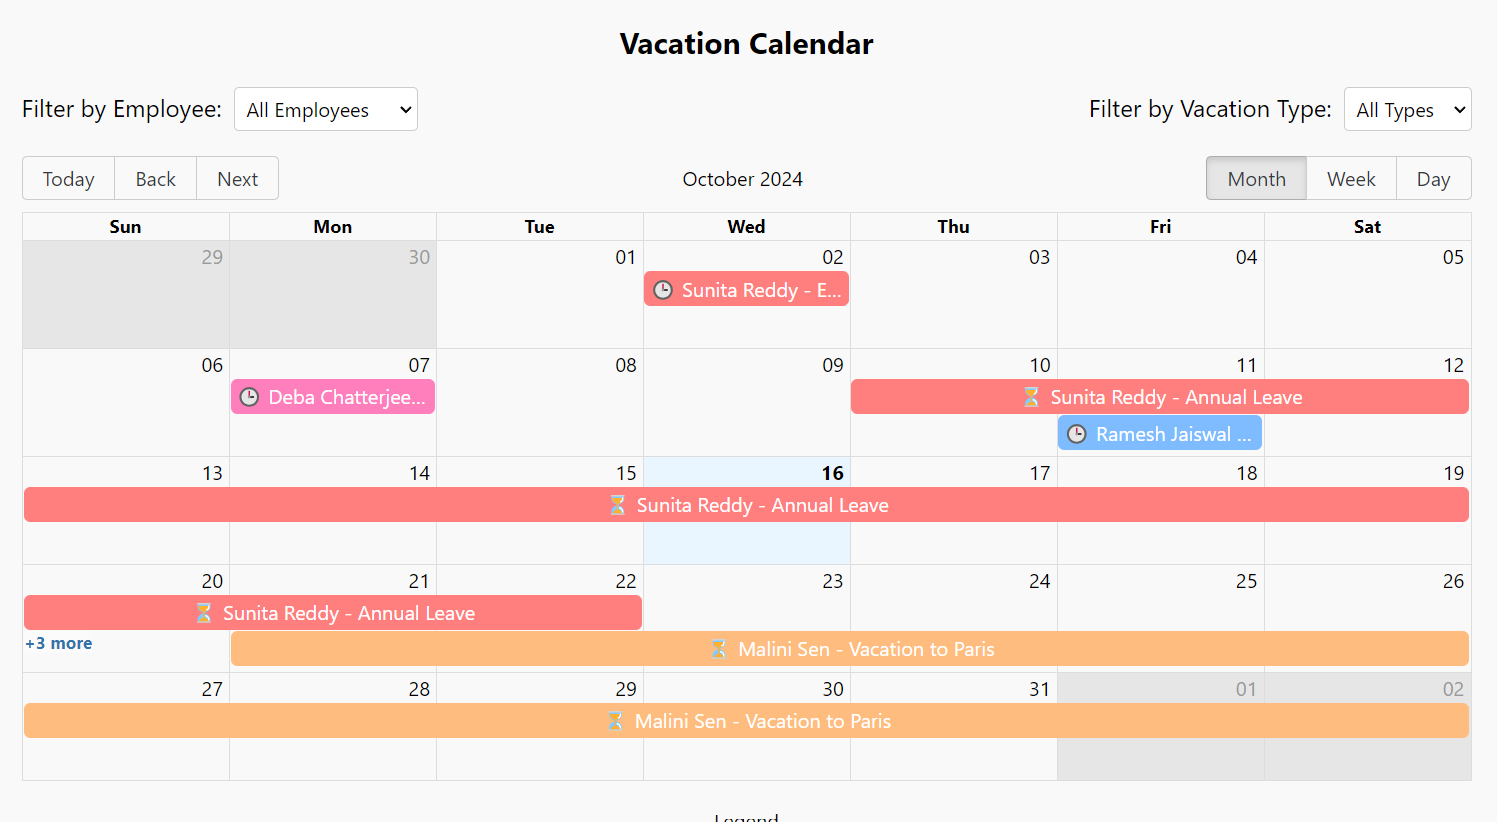 Vacation Calendar
Filter by Employee: All Employees Filter by Vacation Type: All Types
Today Back Next October 2024 Month Week Day
Sun Mon Tue Wed Thu Fri Sat
29 30 01 02 03 04 05
Sunita Reddy - E...
06 07 08 09 10 11 12
Deba Chatterjee... Sunita Reddy - Annual Leave
Ramesh Jaiswal ...
13 14 15 16 17 18 19
Sunita Reddy - Annual Leave
20 21 22 23 24 25 26
Sunita Reddy - Annual Leave
+3 more Malini Sen - Vacation to Paris
27 28 29 30 31 01 02
Malini Sen - Vacation to Paris
Legend